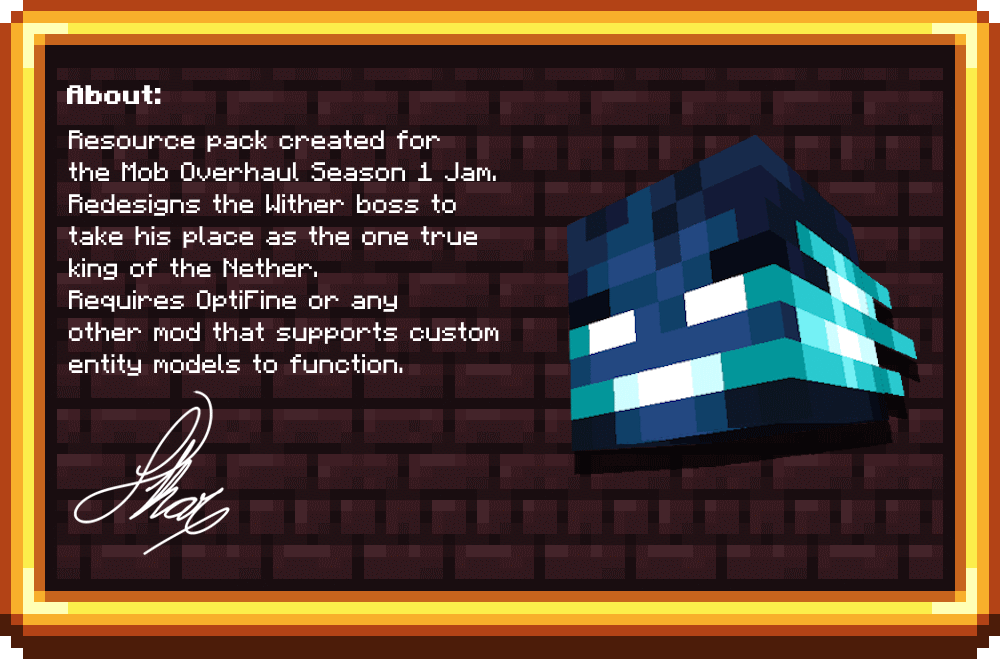 About:
Resource pack created for
the Mob Overhaul Season 1 Jam.
Redesigns the Wither boss to
take his place as the one true
king of the Nether.
Requires OptiFine or any
other mod that supports custom
entity models to function.